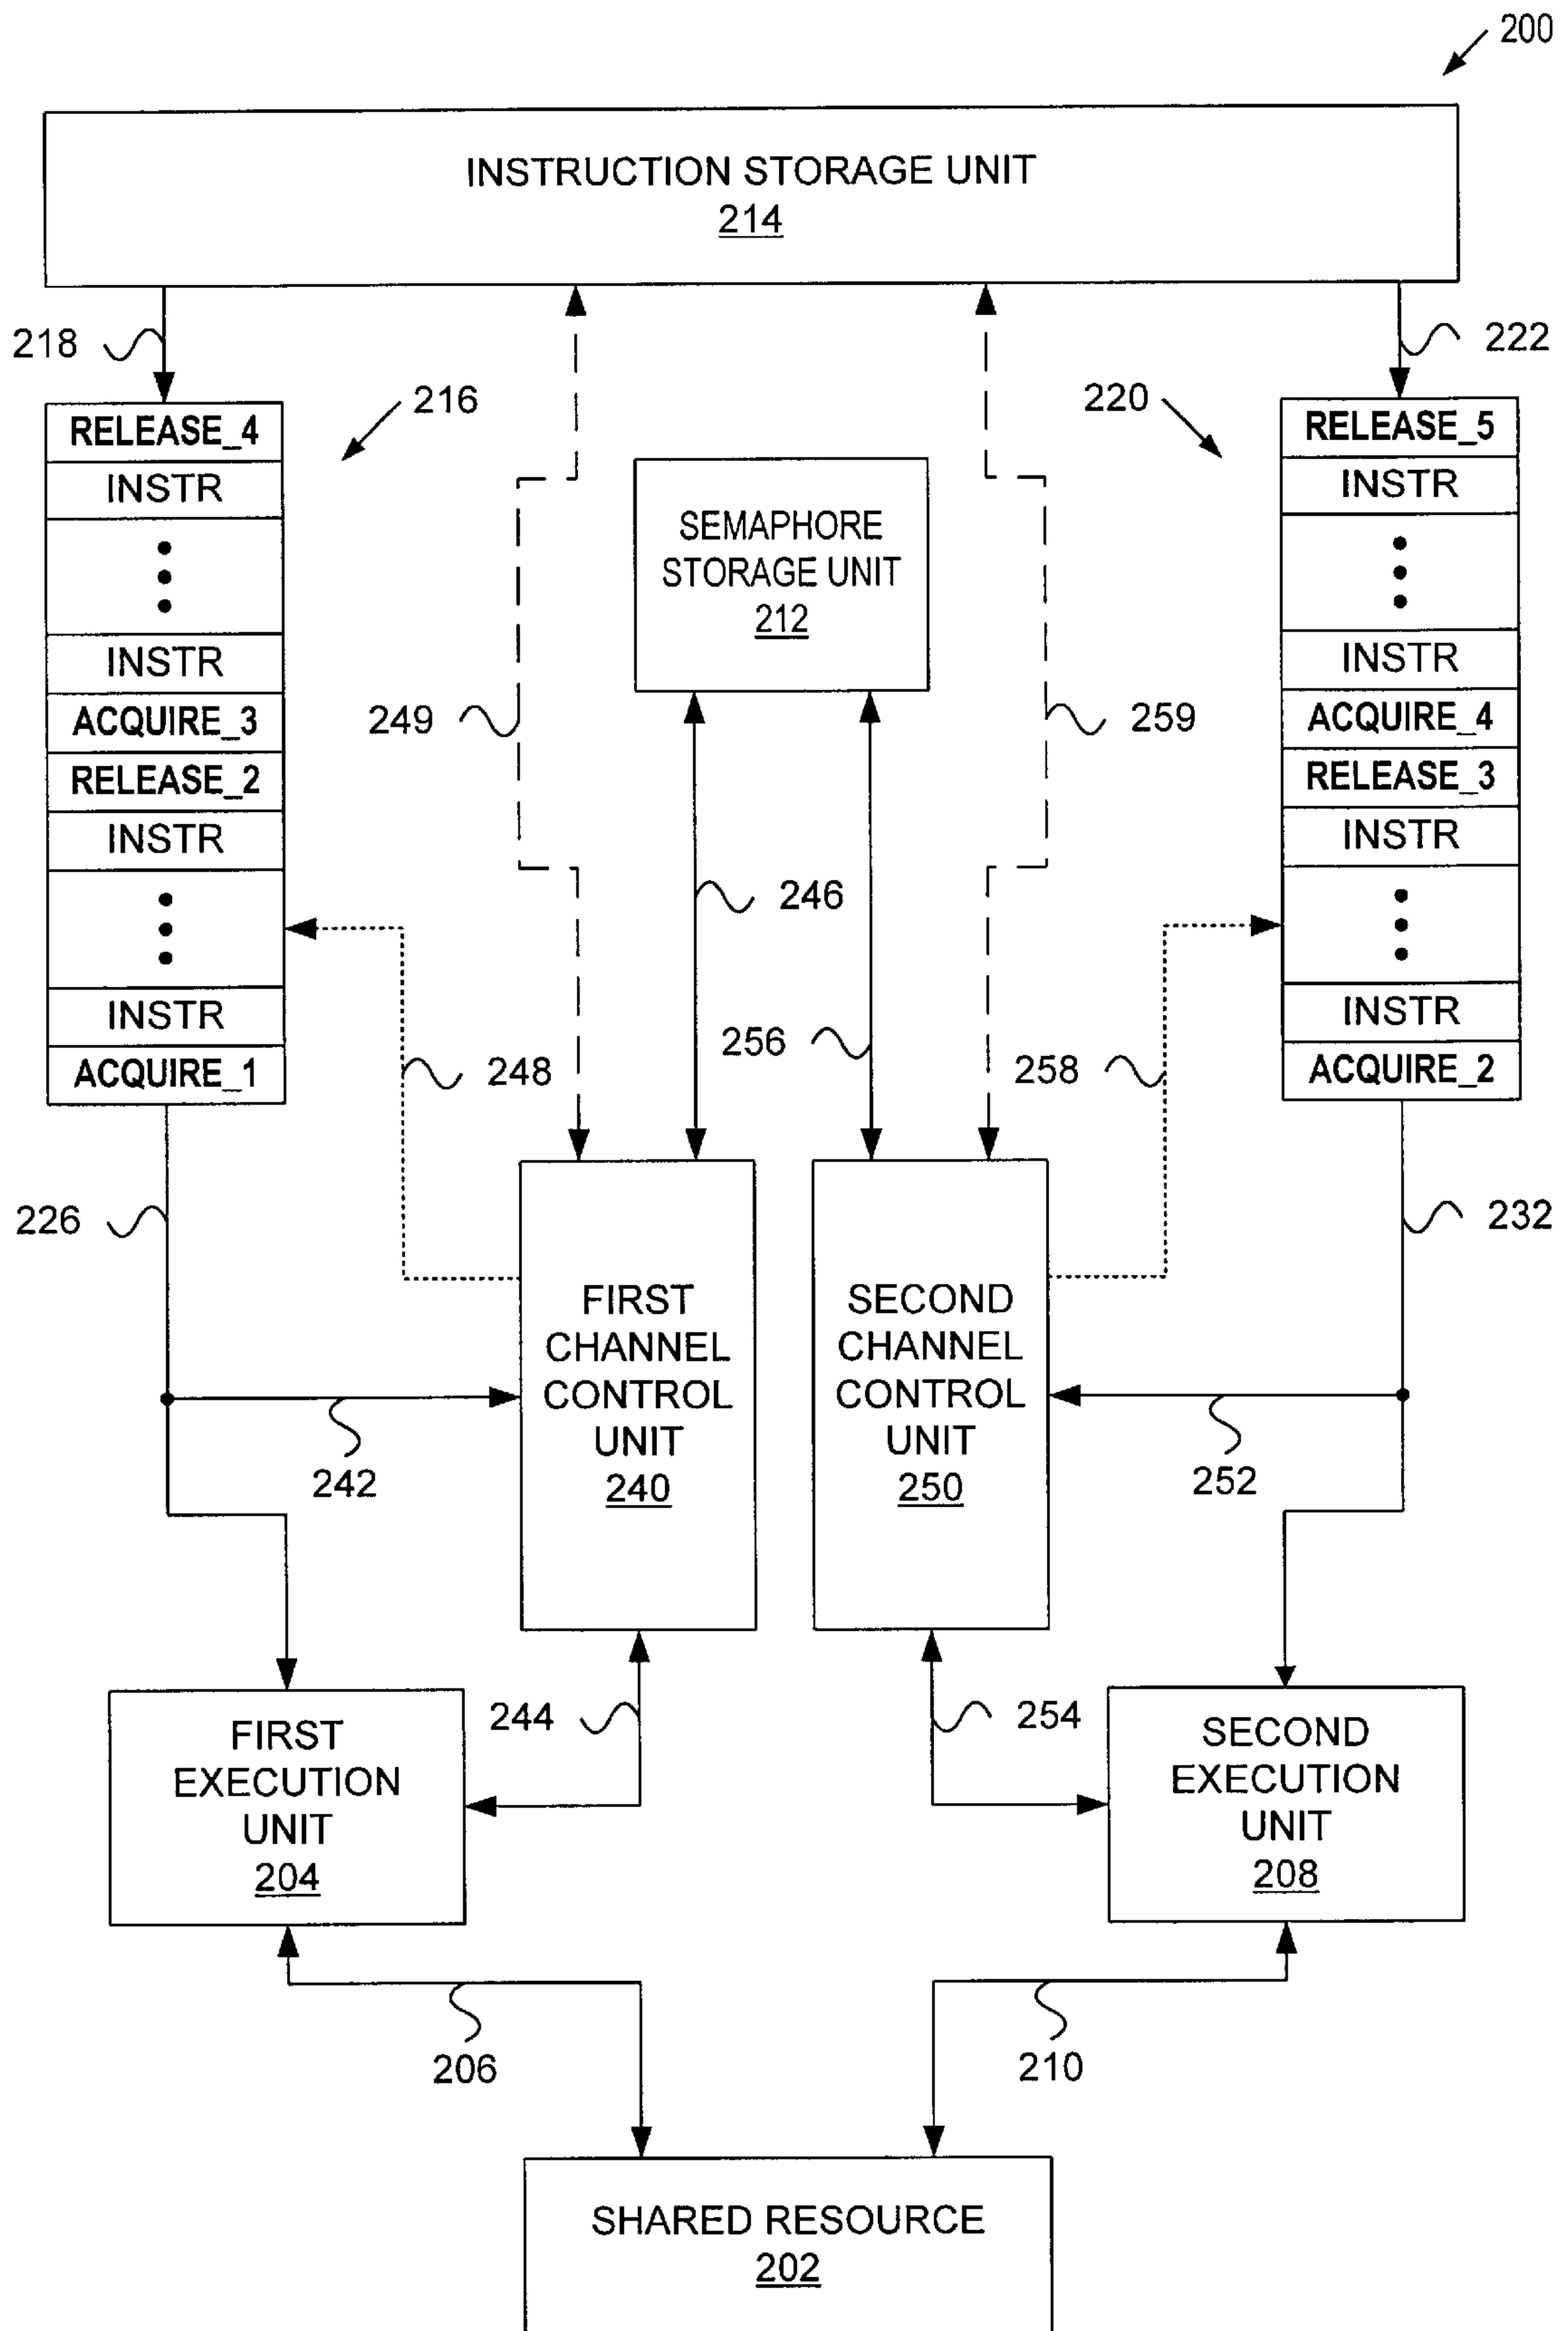 200
INSTRUCTION STORAGE UNIT
214
218
222
216
220
RELEASE_4
INSTR
INSTR
ACQUIRE_3
RELEASE_2
INSTR
INSTR
ACQUIRE_1
SEMAPHORE
STORAGE UNIT
212
RELEASE_5
INSTR
INSTR
ACQUIRE_4
RELEASE_3
INSTR
INSTR
ACQUIRE_2
249
259
246
256
248
258
226
232
FIRST
CHANNEL
CONTROL
UNIT
240
SECOND
CHANNEL
CONTROL
UNIT
250
242
252
244
254
FIRST
EXECUTION
UNIT
204
SECOND
EXECUTION
UNIT
208
206
210
SHARED RESOURCE
202